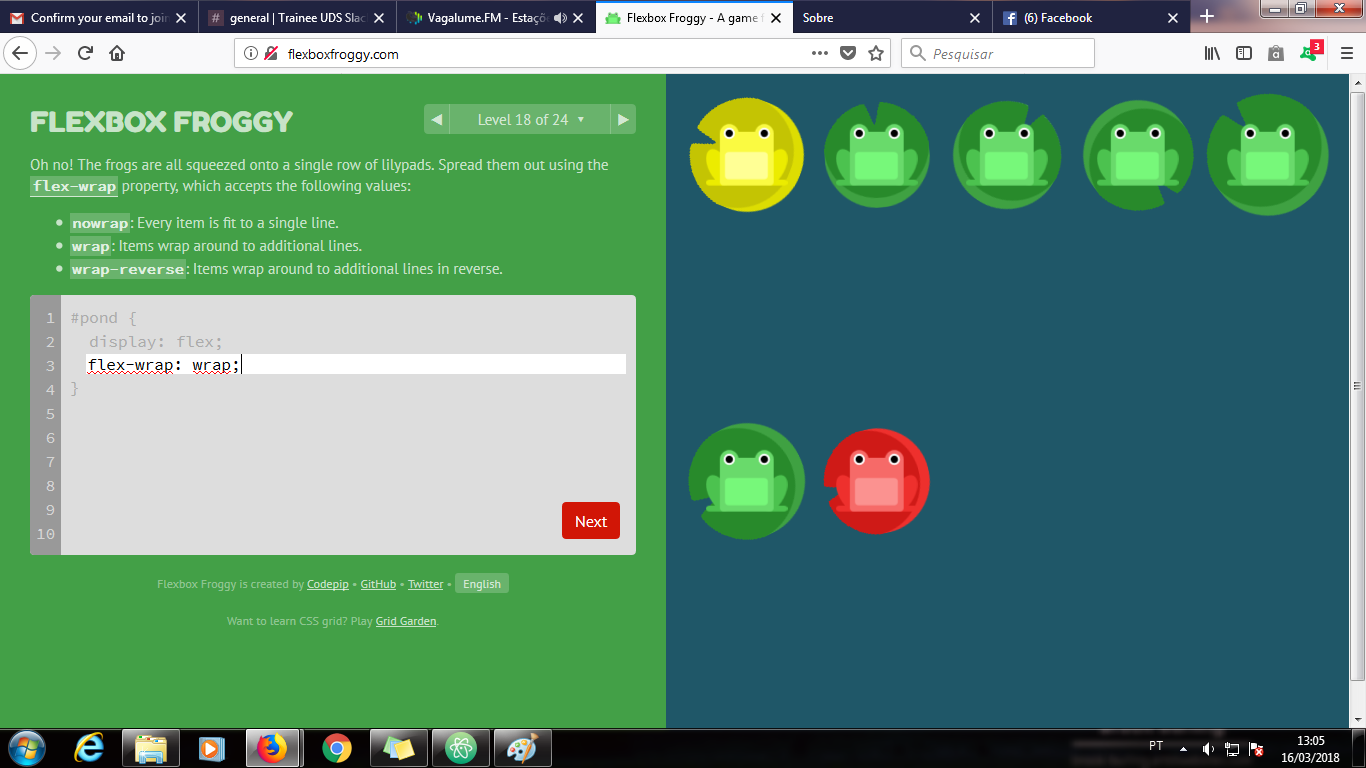 Confirm your email to join
# general | Trainee UDS Slac
Vagalume.FM - Estaçõe
Flexbox Froggy - A game f
Sobre
(6) Facebook
flexboxfroggy.com
Pesquisar
3
FLEXBOX FROGGY
Level 18 of 24
Oh no! The frogs are all squeezed onto a single row of lilypads. Spread them out using the
flex-wrap property, which accepts the following values:
• nowrap: Every item is fit to a single line.
• wrap: Items wrap around to additional lines.
• wrap-reverse: Items wrap around to additional lines in reverse.
1 #pond {
2 display: flex;
3 flex-wrap: wrap;
4 }
5
6
7
8
9
10
Next
Flexbox Froggy is created by Codepip • GitHub • Twitter • English
Want to learn CSS grid? Play Grid Garden.
PT
13:05
16/03/2018